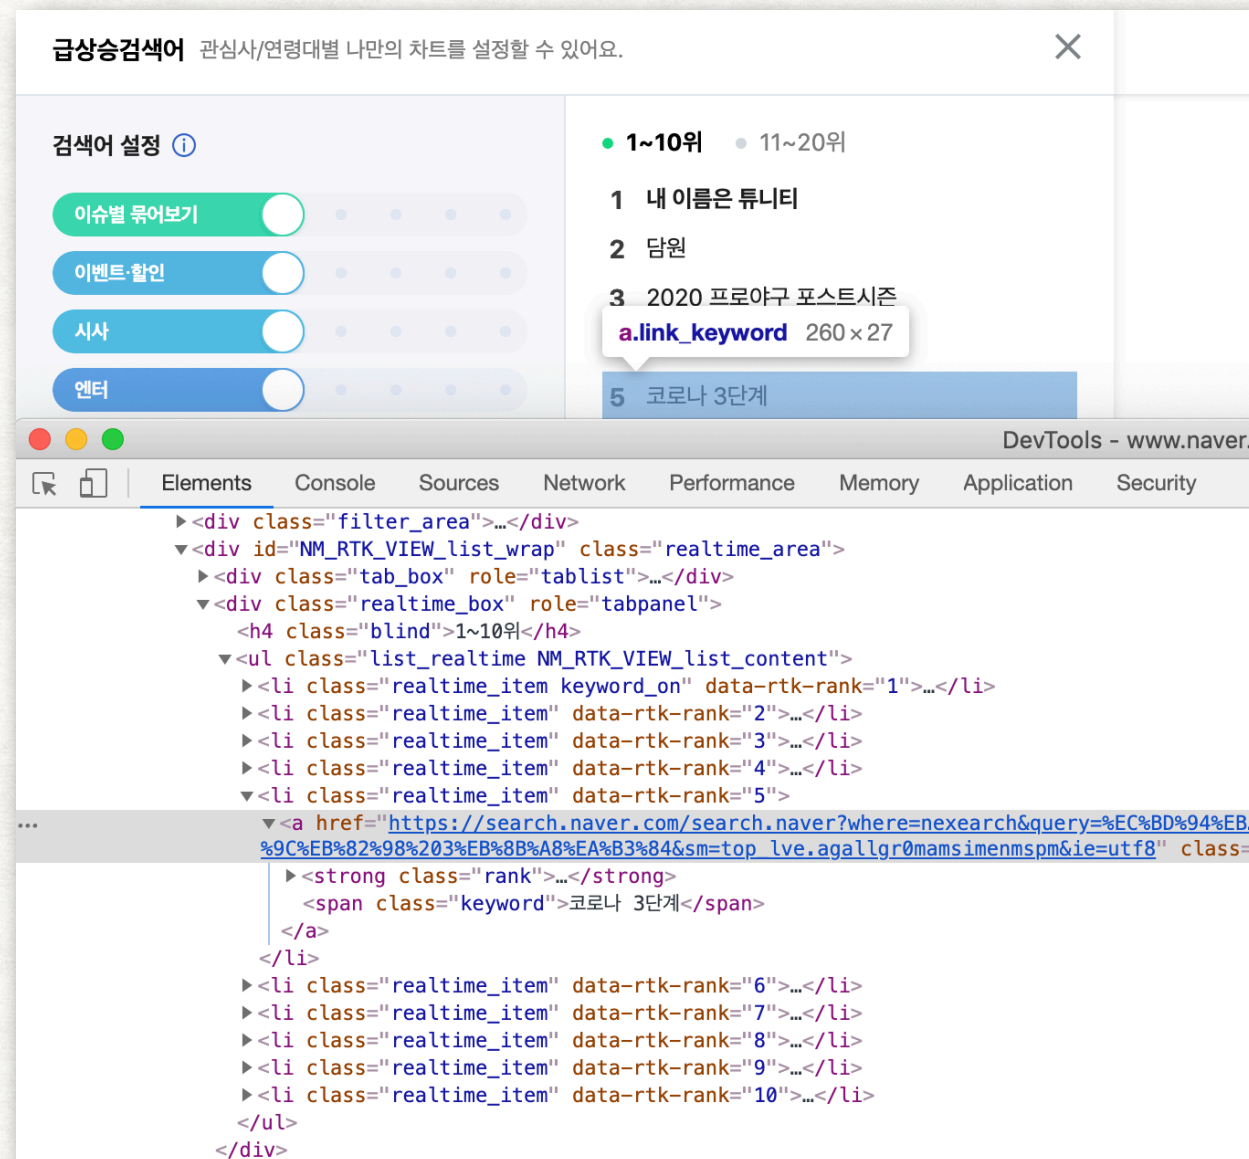 급상승검색어 관심사/연령대별 나만의 차트를 설정할 수 있어요.
검색어 설정
이슈별 묶어보기
이벤트·할인
시사
엔터
1~10위 11~20위
1 내 이름은 튜니티
2 담원
3 2020 프로야구 포스트시즌
a.link_keyword 260 × 27
5 코로나 3단계
DevTools - www.naver.
Elements Console Sources Network Performance Memory Application Security
<div class="filter_area">…</div>
<div id="NM_RTK_VIEW_list_wrap" class="realtime_area">
<div class="tab_box" role="tablist">…</div>
<div class="realtime_box" role="tabpanel">
<h4 class="blind">1~10위</h4>
<ul class="list_realtime NM_RTK_VIEW_list_content">
<li class="realtime_item keyword_on" data-rtk-rank="1">…</li>
<li class="realtime_item" data-rtk-rank="2">…</li>
<li class="realtime_item" data-rtk-rank="3">…</li>
<li class="realtime_item" data-rtk-rank="4">…</li>
<li class="realtime_item" data-rtk-rank="5">
<a href="https://search.naver.com/search.naver?where=nexearch&query=%EC%BD%94%EB
%9C%EB%82%98%203%EB%8B%A8%EA%B3%84&sm=top_lve.agallgr0mamsimenmspm&ie=utf8" class=
<strong class="rank">…</strong>
<span class="keyword">코로나 3단계</span>
</a>
</li>
<li class="realtime_item" data-rtk-rank="6">…</li>
<li class="realtime_item" data-rtk-rank="7">…</li>
<li class="realtime_item" data-rtk-rank="8">…</li>
<li class="realtime_item" data-rtk-rank="9">…</li>
<li class="realtime_item" data-rtk-rank="10">…</li>
</ul>
</div>